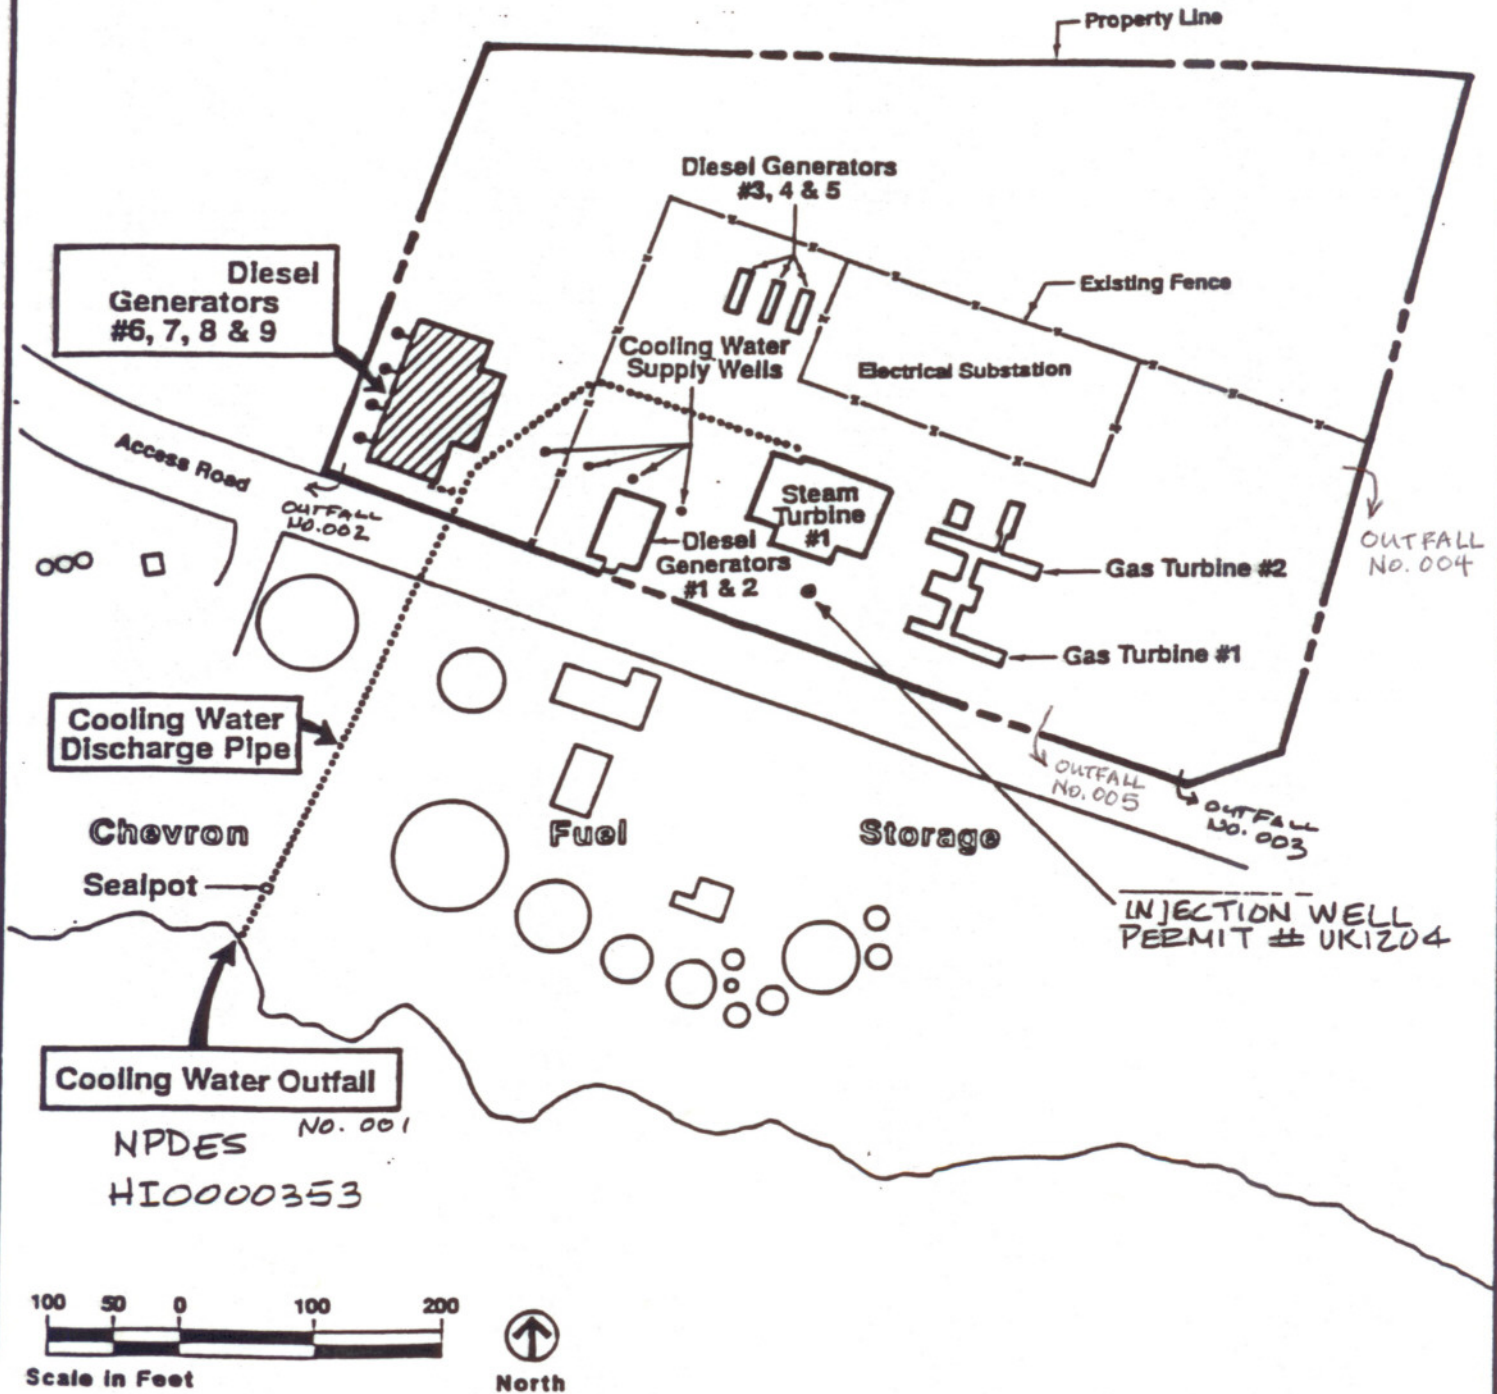 Property Line
Diesel Generators
#3, 4 & 5
Diesel
Generators
#6, 7, 8 & 9
Existing Fence
Cooling Water
Supply Wells
Electrical Substation
Access Road
OUTFALL
NO.002
Steam
Turbine
#1
Diesel
Generators
#1 & 2
OUTFALL
No. 004
Gas Turbine #2
Gas Turbine #1
Cooling Water
Discharge Pipe
OUTFALL
No. 005
OUTFALL
NO. 003
Chevron
Fuel
Storage
Sealpot
INJECTION WELL
PERMIT # UK1204
Cooling Water Outfall
NO. 001
NPDES
HI0000353
100 50 0 100 200
Scale in Feet
North